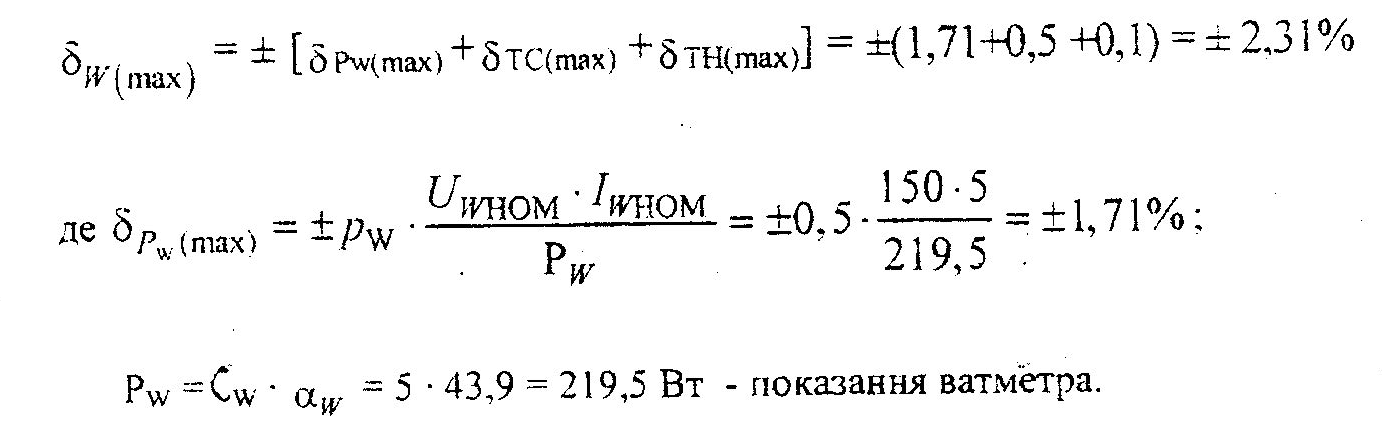 δW(max) = ± [δPw(max) + δTC(max) + δTH(max)] = ±(1,71+0,5 +0,1) = ± 2,31%
де δPw(max) = ±pW · UWНОМ · IWНОМ / PW = ±0,5 · 150 · 5 / 219,5 = ±1,71%;
PW = CW · αW = 5 · 43,9 = 219,5 Вт - показання ватметра.